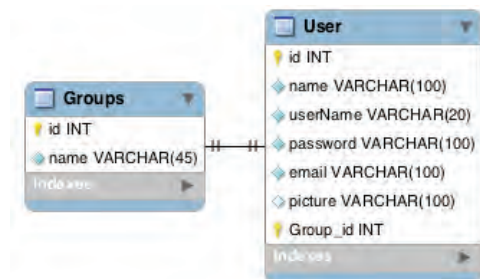 Groups
id INT
name VARCHAR(45)
Indexes
User
id INT
name VARCHAR(100)
userName VARCHAR(20)
password VARCHAR(100)
email VARCHAR(100)
picture VARCHAR(100)
Group_id INT
Indexes